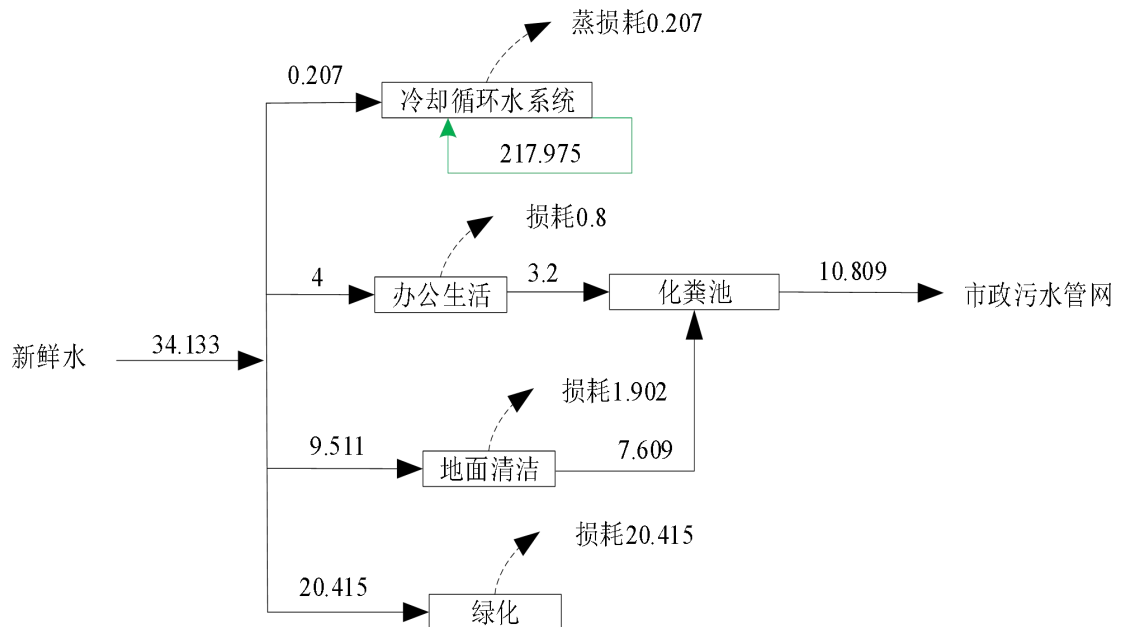 蒸损耗0.207
0.207
冷却循环水系统
217.975
损耗0.8
4
办公生活
3.2
化粪池
10.809
市政污水管网
新鲜水
34.133
损耗1.902
9.511
地面清洁
7.609
损耗20.415
20.415
绿化